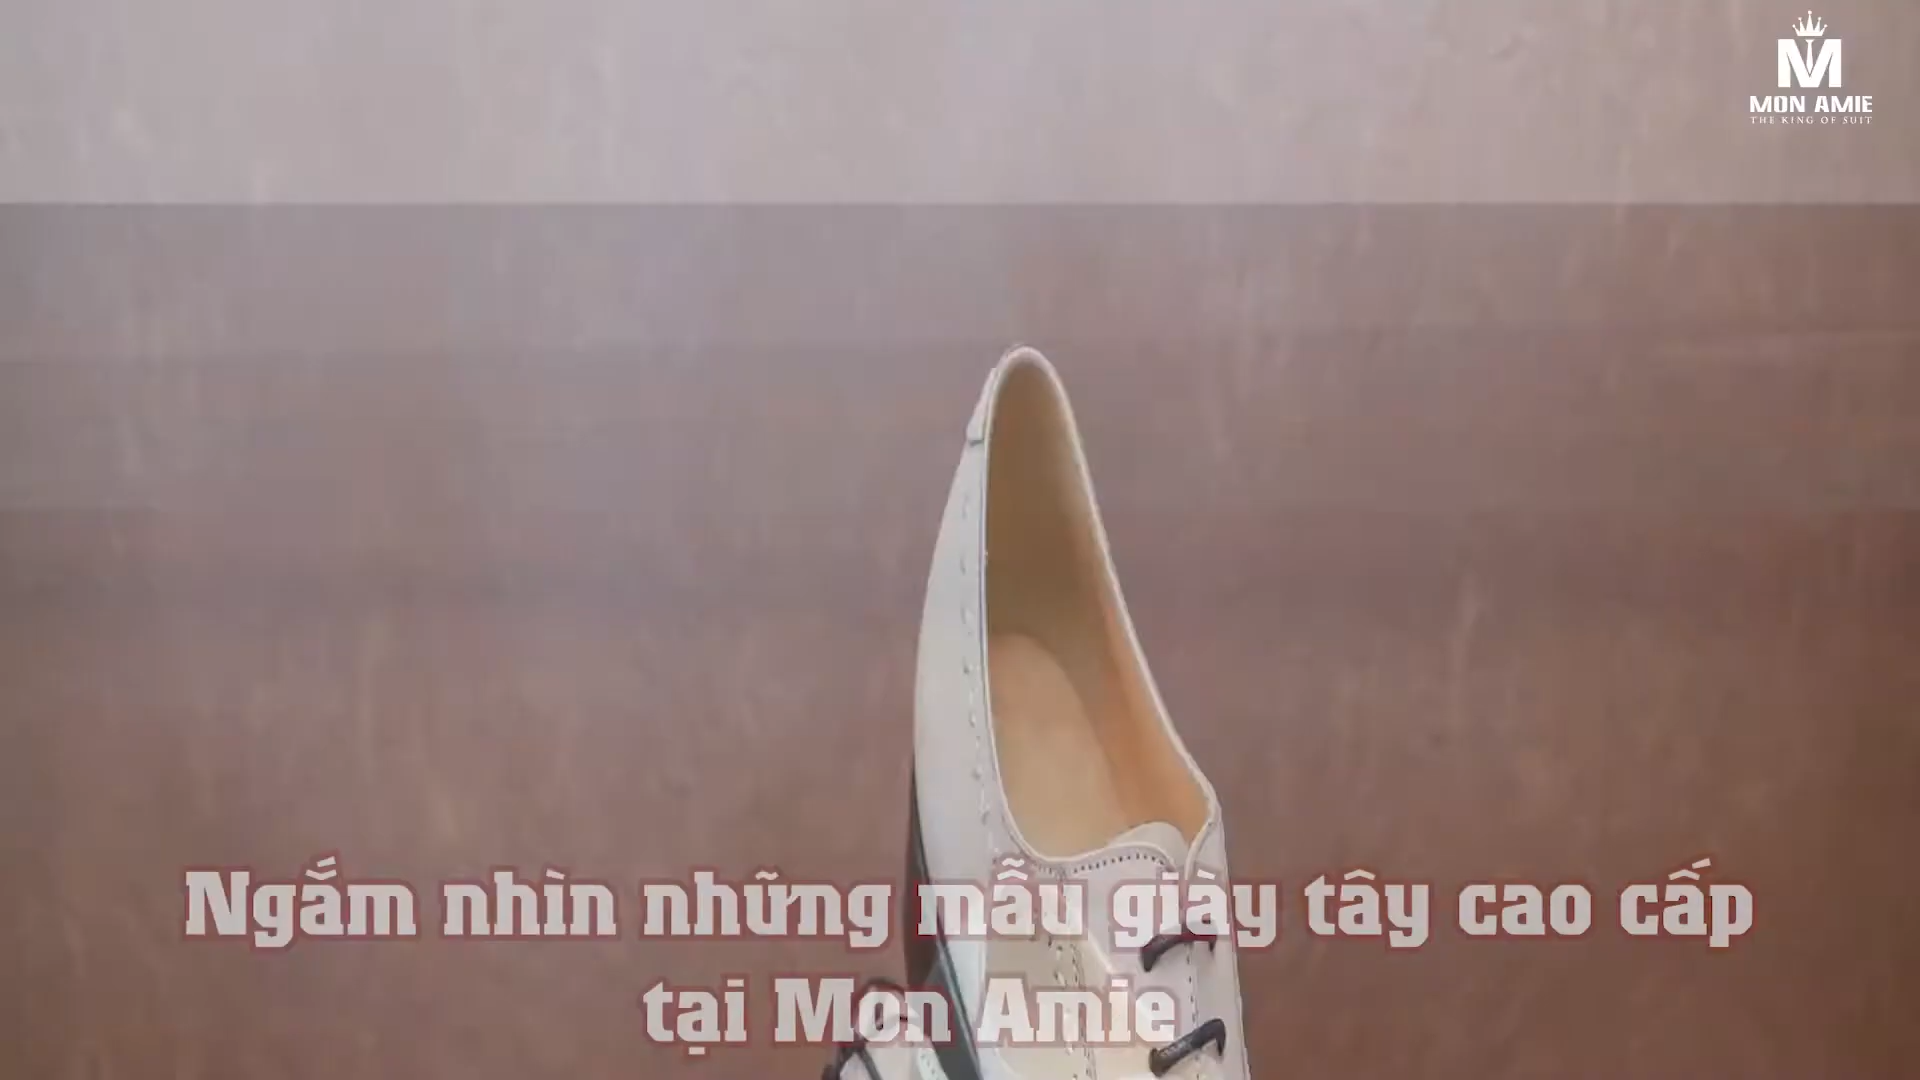 MON AMIE
THE KING OF SUIT
Ngắm nhìn những mẫu giày tây cao cấp
tại Mon Amie